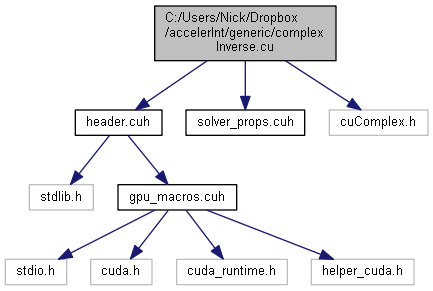 C:/Users/Nick/Dropbox
/accelerInt/generic/complex
Inverse.cu
header.cuh
solver_props.cuh
cuComplex.h
stdlib.h
gpu_macros.cuh
stdio.h
cuda.h
cuda_runtime.h
helper_cuda.h